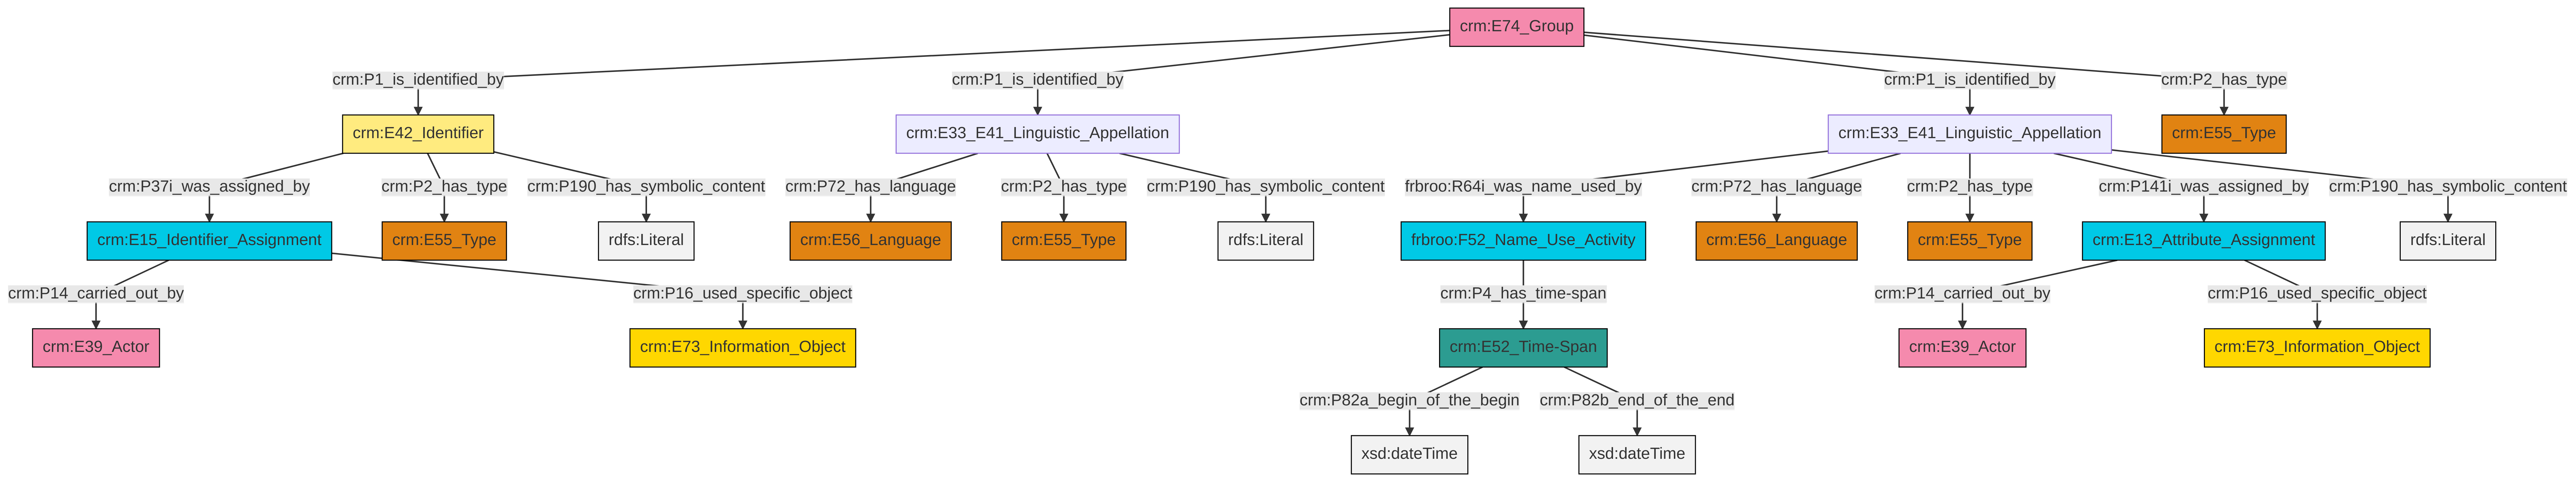 crm:E74_Group
crm:P1_is_identified_by
crm:P1_is_identified_by
crm:P1_is_identified_by
crm:P2_has_type
crm:E42_Identifier
crm:E33_E41_Linguistic_Appellation
crm:E33_E41_Linguistic_Appellation
crm:E55_Type
crm:P37i_was_assigned_by
crm:P2_has_type
crm:P190_has_symbolic_content
crm:P72_has_language
crm:P2_has_type
crm:P190_has_symbolic_content
frbroo:R64i_was_name_used_by
crm:P72_has_language
crm:P2_has_type
crm:P141i_was_assigned_by
crm:P190_has_symbolic_content
crm:E15_Identifier_Assignment
crm:E55_Type
rdfs:Literal
crm:E56_Language
crm:E55_Type
rdfs:Literal
frbroo:F52_Name_Use_Activity
crm:E56_Language
crm:E55_Type
crm:E13_Attribute_Assignment
rdfs:Literal
crm:P14_carried_out_by
crm:P16_used_specific_object
crm:P4_has_time-span
crm:P14_carried_out_by
crm:P16_used_specific_object
crm:E39_Actor
crm:E73_Information_Object
crm:E52_Time-Span
crm:E39_Actor
crm:E73_Information_Object
crm:P82a_begin_of_the_begin
crm:P82b_end_of_the_end
xsd:dateTime
xsd:dateTime